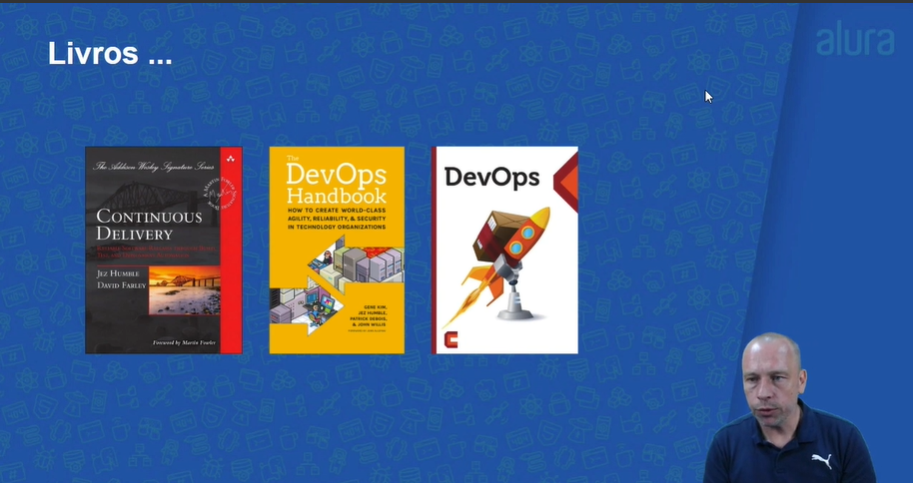 Livros ...
alura
The Addison Wesley Signature Series
CONTINUOUS
DELIVERY
JEZ HUMBLE
DAVID FARLEY
Foreword by Martin Fowler
The
DevOps
Handbook
HOW TO CREATE WORLD-CLASS
AGILITY, RELIABILITY, & SECURITY
IN TECHNOLOGY ORGANIZATIONS
GENE KIM,
JEZ HUMBLE,
PATRICK DEBOIS,
& JOHN WILLIS
DevOps